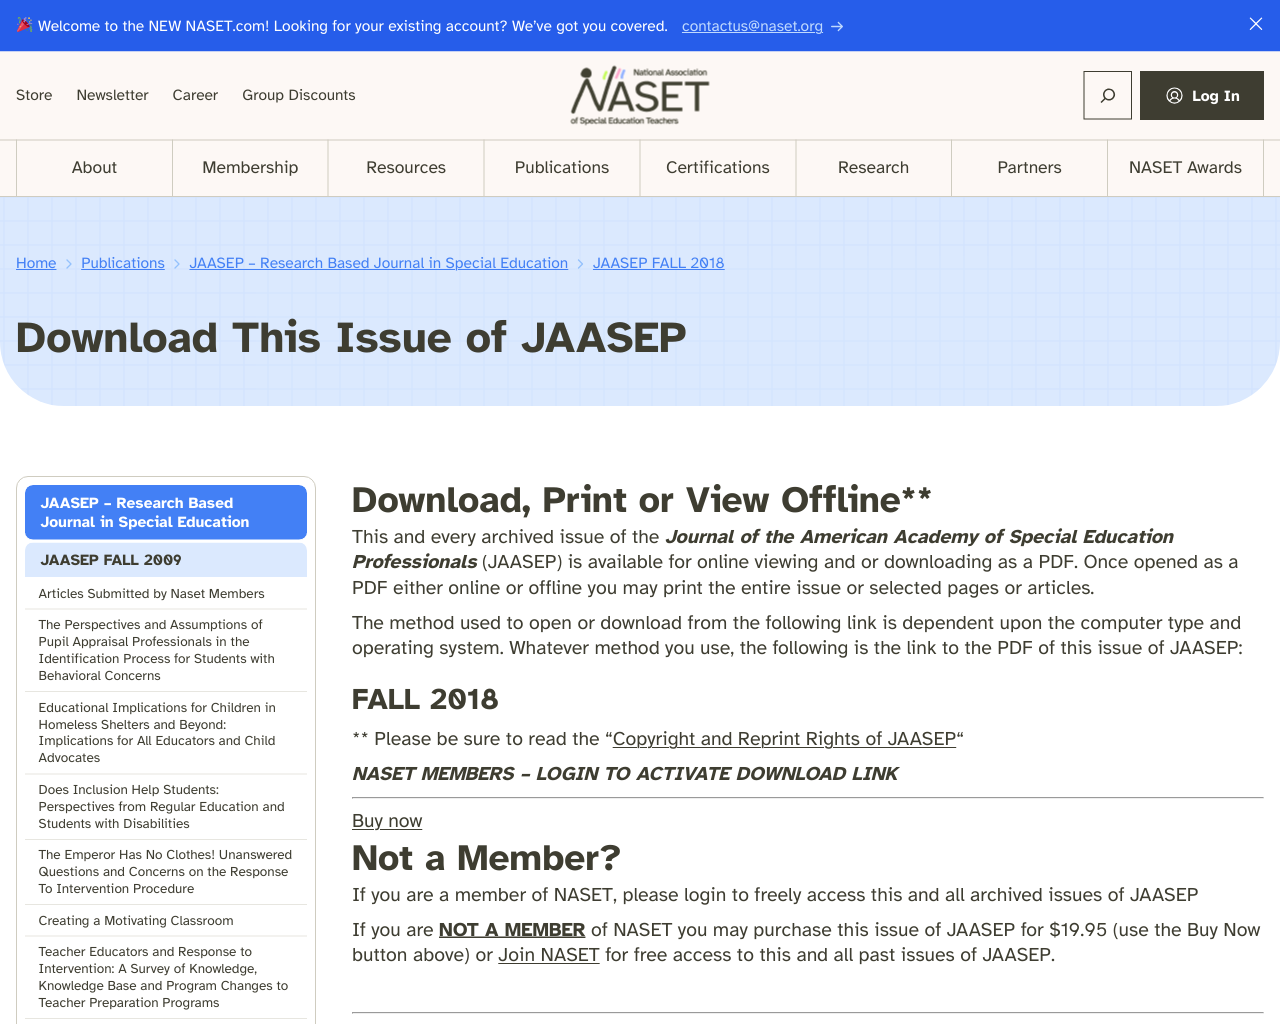 Welcome to the NEW NASET.com! Looking for your existing account? We’ve got you covered. contactus@naset.org →
Store Newsletter Career Group Discounts
National Association
NASET
of Special Education Teachers
Log In
About Membership Resources Publications Certifications Research Partners NASET Awards
Home Publications JAASEP – Research Based Journal in Special Education JAASEP FALL 2018
Download This Issue of JAASEP
JAASEP – Research Based
Journal in Special Education
JAASEP FALL 2009
Articles Submitted by Naset Members
The Perspectives and Assumptions of
Pupil Appraisal Professionals in the
Identification Process for Students with
Behavioral Concerns
Educational Implications for Children in
Homeless Shelters and Beyond:
Implications for All Educators and Child
Advocates
Does Inclusion Help Students:
Perspectives from Regular Education and
Students with Disabilities
The Emperor Has No Clothes! Unanswered
Questions and Concerns on the Response
To Intervention Procedure
Creating a Motivating Classroom
Teacher Educators and Response to
Intervention: A Survey of Knowledge,
Knowledge Base and Program Changes to
Teacher Preparation Programs
Download, Print or View Offline**
This and every archived issue of the Journal of the American Academy of Special Education
Professionals (JAASEP) is available for online viewing and or downloading as a PDF. Once opened as a
PDF either online or offline you may print the entire issue or selected pages or articles.
The method used to open or download from the following link is dependent upon the computer type and
operating system. Whatever method you use, the following is the link to the PDF of this issue of JAASEP:
FALL 2018
** Please be sure to read the “Copyright and Reprint Rights of JAASEP“
NASET MEMBERS – LOGIN TO ACTIVATE DOWNLOAD LINK
Buy now
Not a Member?
If you are a member of NASET, please login to freely access this and all archived issues of JAASEP
If you are NOT A MEMBER of NASET you may purchase this issue of JAASEP for $19.95 (use the Buy Now
button above) or Join NASET for free access to this and all past issues of JAASEP.